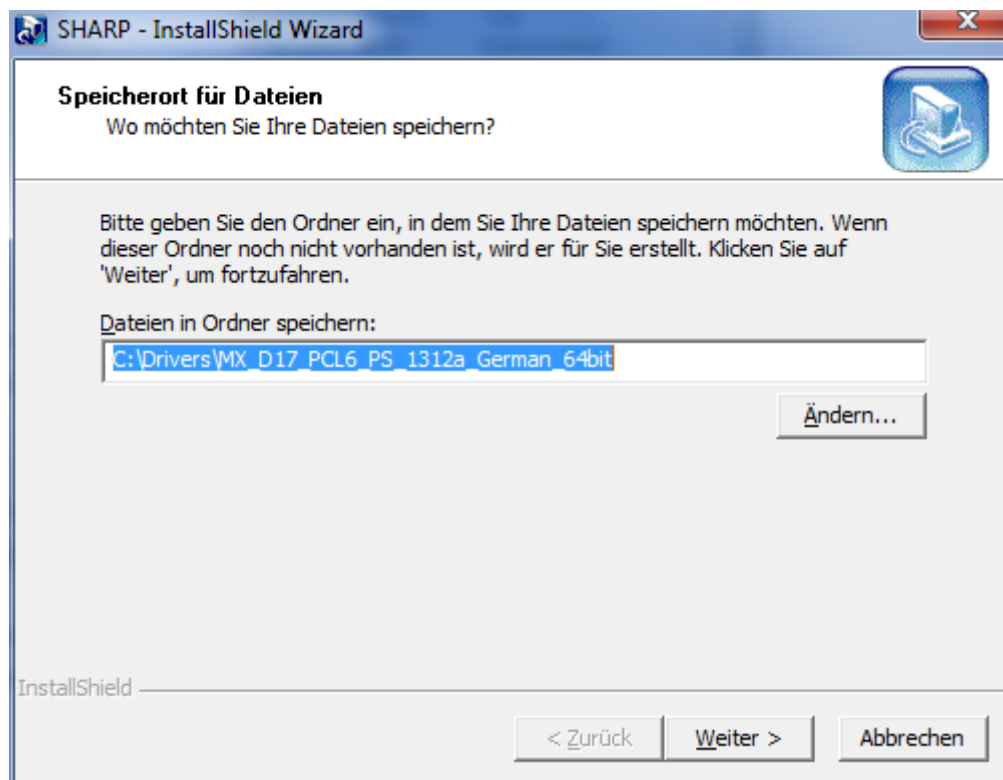 SHARP - InstallShield Wizard
Speicherort für Dateien
Wo möchten Sie Ihre Dateien speichern?
Bitte geben Sie den Ordner ein, in dem Sie Ihre Dateien speichern möchten. Wenn
dieser Ordner noch nicht vorhanden ist, wird er für Sie erstellt. Klicken Sie auf
'Weiter', um fortzufahren.
Dateien in Ordner speichern:
C:\Drivers\MX_D17_PCL6_PS_1312a_German_64bit
Ändern...
InstallShield
< Zurück
Weiter >
Abbrechen